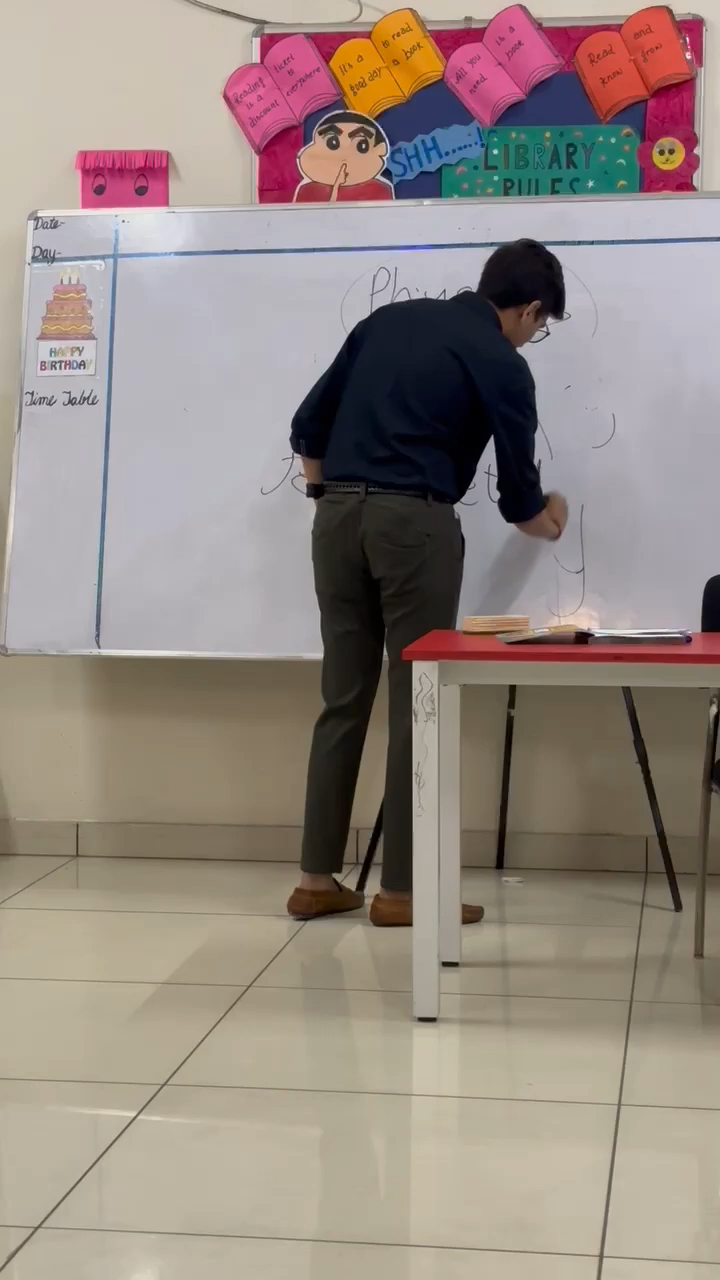 Reading is a discount ticket to everywhere
It's a good day to read a book
All you need is a book
Read and know grow
SHH.....!
LIBRARY
RULES
Date-
Day-
HAPPY
BIRTHDAY
Time Table